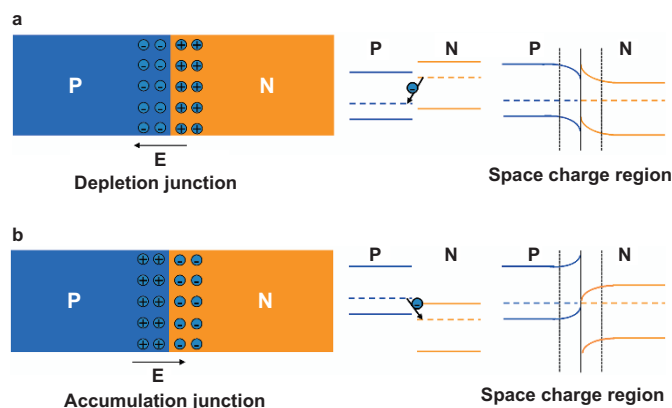 a
P N P N P N
E
Depletion junction
Space charge region
b
P N P N P N
E
Accumulation junction
Space charge region